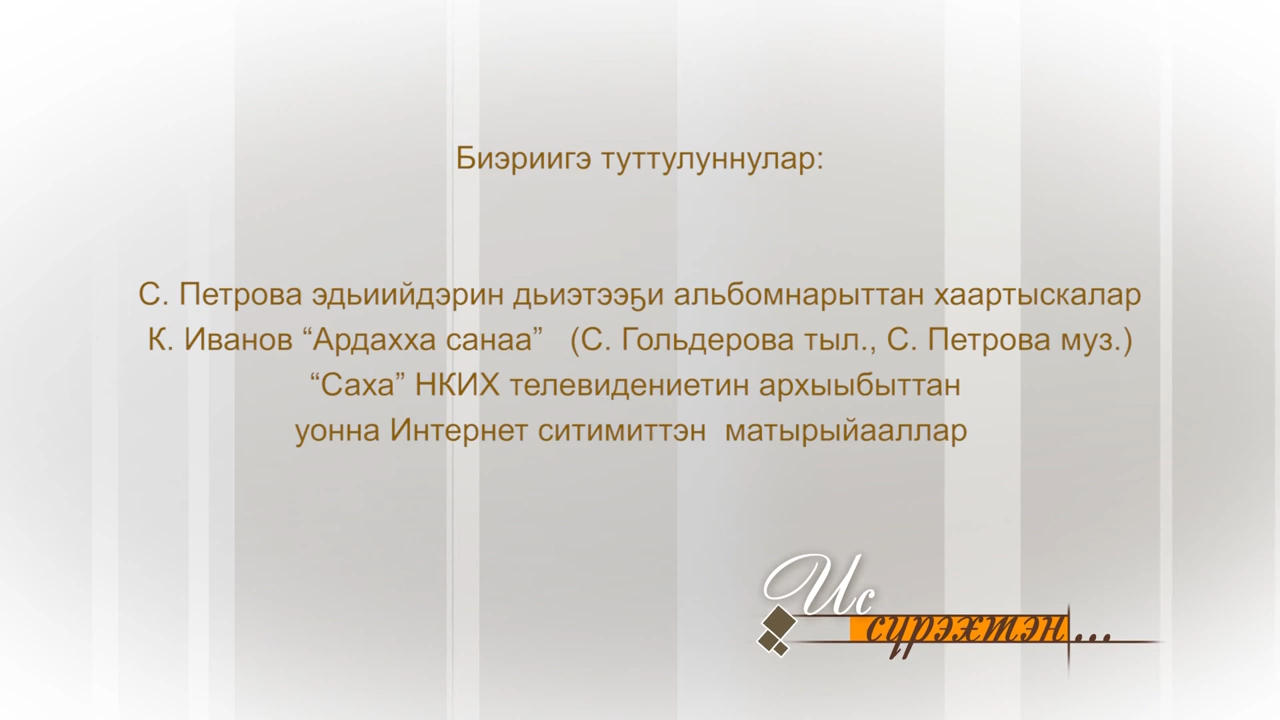 Биэриигэ туттулуннулар:
С. Петрова эдьиийдэрин дьиэтээҕи альбомнарыттан хаартыскалар
К. Иванов “Ардахха санаа” (С. Гольдерова тыл., С. Петрова муз.)
“Саха” НКИХ телевидениетин архыыбыттан
уонна Интернет ситимиттэн матырыйааллар
Ис
сүрэхтэн...